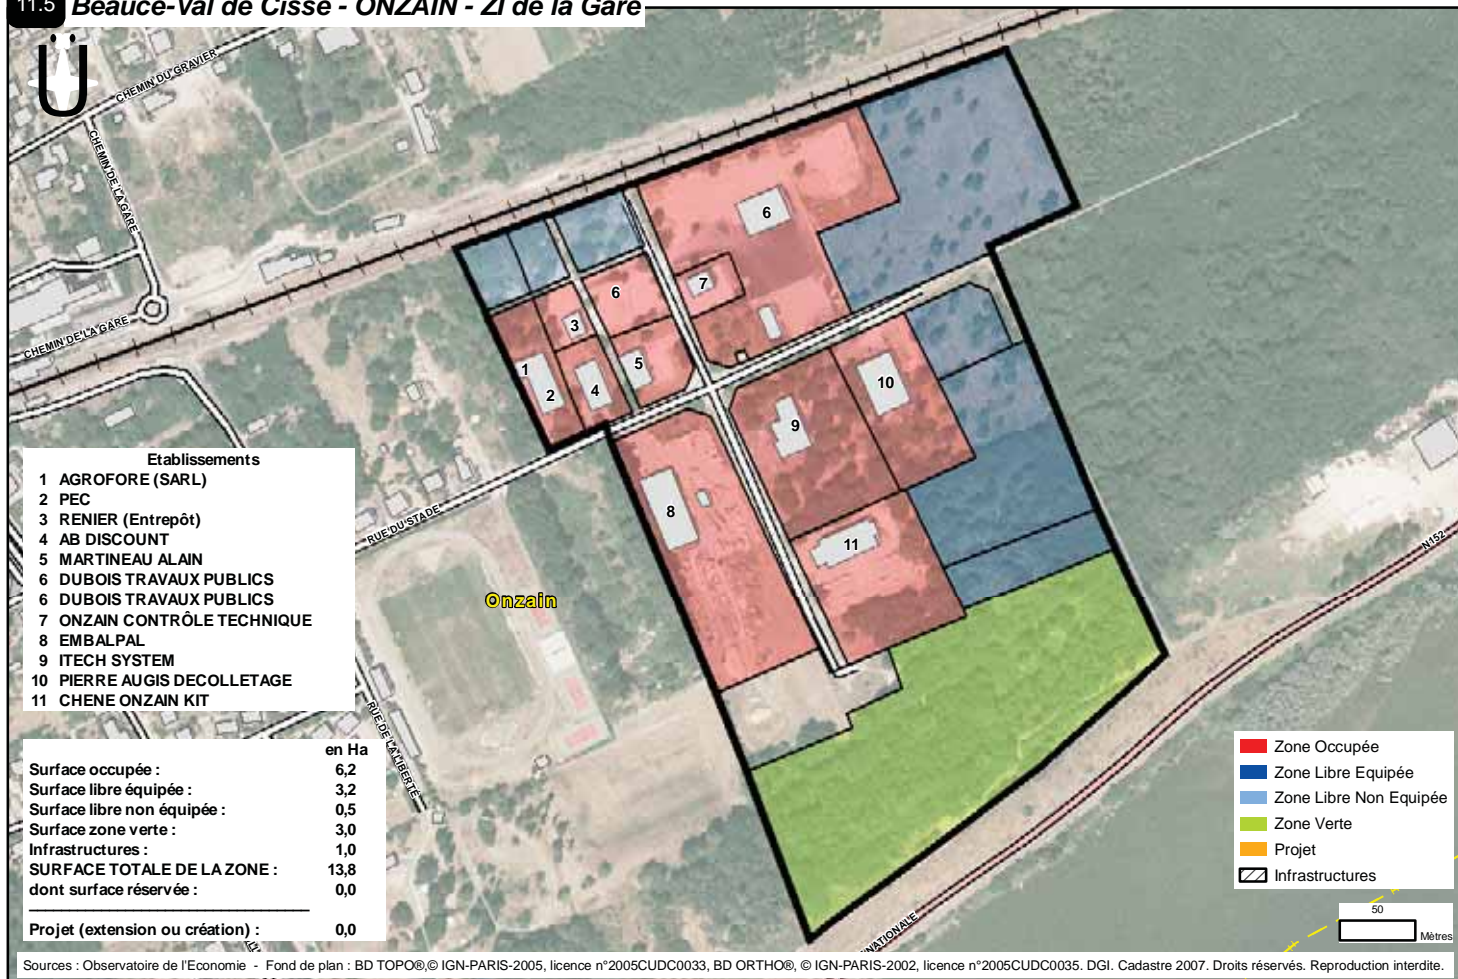 11.5 Beauce-Val de Cisse - ONZAIN - ZI de la Gare
Ü
CHEMIN DU GRAVIER
CHEMIN DE LA GARE
CHEMIN DE LA GARE
RUE DU STADE
RUE DE LA LIBERTÉ
Onzain
N152
NATIONALE
1
2
3
4
5
6
6
7
8
9
10
11
Etablissements
1 AGROFORE (SARL)
2 PEC
3 RENIER (Entrepôt)
4 AB DISCOUNT
5 MARTINEAU ALAIN
6 DUBOIS TRAVAUX PUBLICS
6 DUBOIS TRAVAUX PUBLICS
7 ONZAIN CONTRÔLE TECHNIQUE
8 EMBALPAL
9 ITECH SYSTEM
10 PIERRE AUGIS DECOLLETAGE
11 CHENE ONZAIN KIT
en Ha
Surface occupée : 6,2
Surface libre équipée : 3,2
Surface libre non équipée : 0,5
Surface zone verte : 3,0
Infrastructures : 1,0
SURFACE TOTALE DE LA ZONE : 13,8
dont surface réservée : 0,0
Projet (extension ou création) : 0,0
Zone Occupée
Zone Libre Equipée
Zone Libre Non Equipée
Zone Verte
Projet
Infrastructures
50
Mètres
Sources : Observatoire de l'Economie - Fond de plan : BD TOPO®,© IGN-PARIS-2005, licence n°2005CUDC0033, BD ORTHO®, © IGN-PARIS-2002, licence n°2005CUDC0035. DGI. Cadastre 2007. Droits réservés. Reproduction interdite.